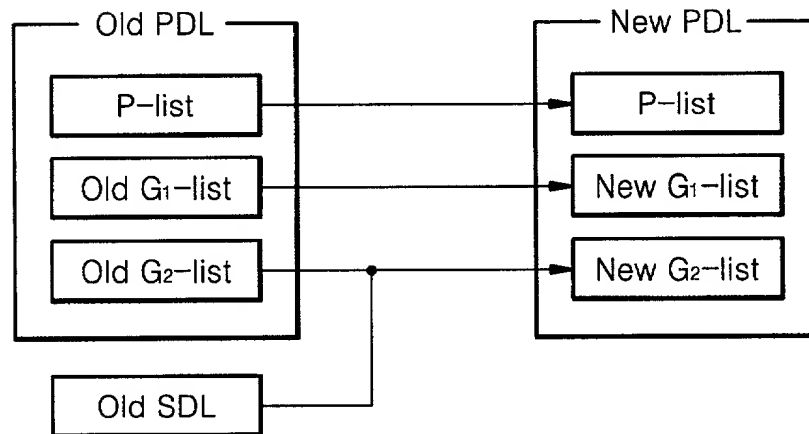 Old PDL
P-list
Old G₁-list
Old G₂-list
Old SDL
New PDL
P-list
New G₁-list
New G₂-list